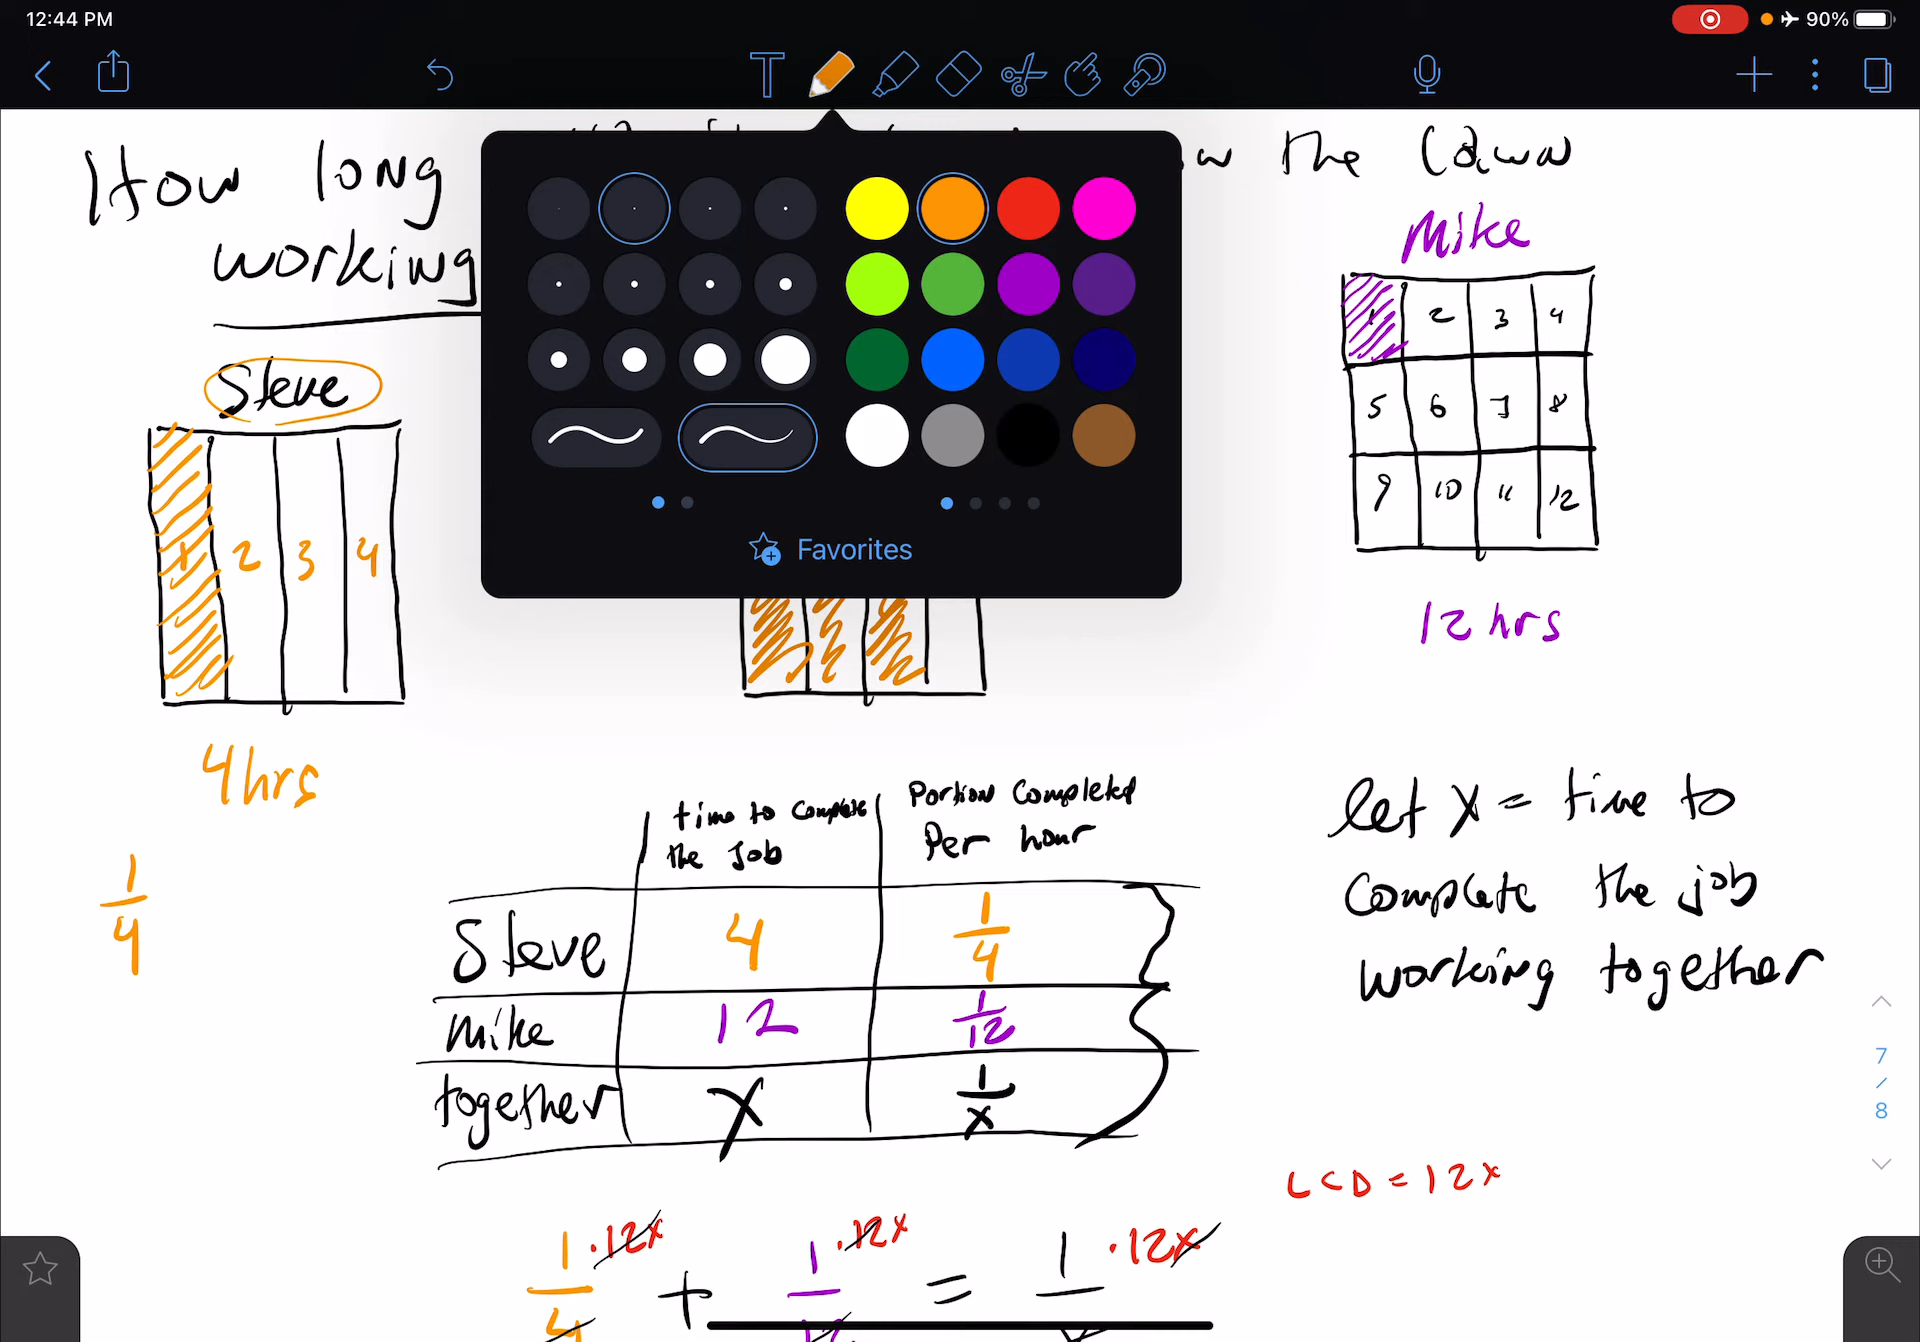 12:44 PM
90%
How long
w the lawn
working
Mike
1 2 3 4
5 6 7 8
9 10 11 12
12 hrs
Steve
1 2 3 4
4 hrs
Favorites
time to complete
the Job
Portion Completed
Per hour
Steve 4 1/4
Mike 12 1/12
together x 1/x
1/4
let x = time to
complete the job
working together
7
/
8
LCD = 12x
1/4 · 12x + 1/12 · 12x = 1/x · 12x